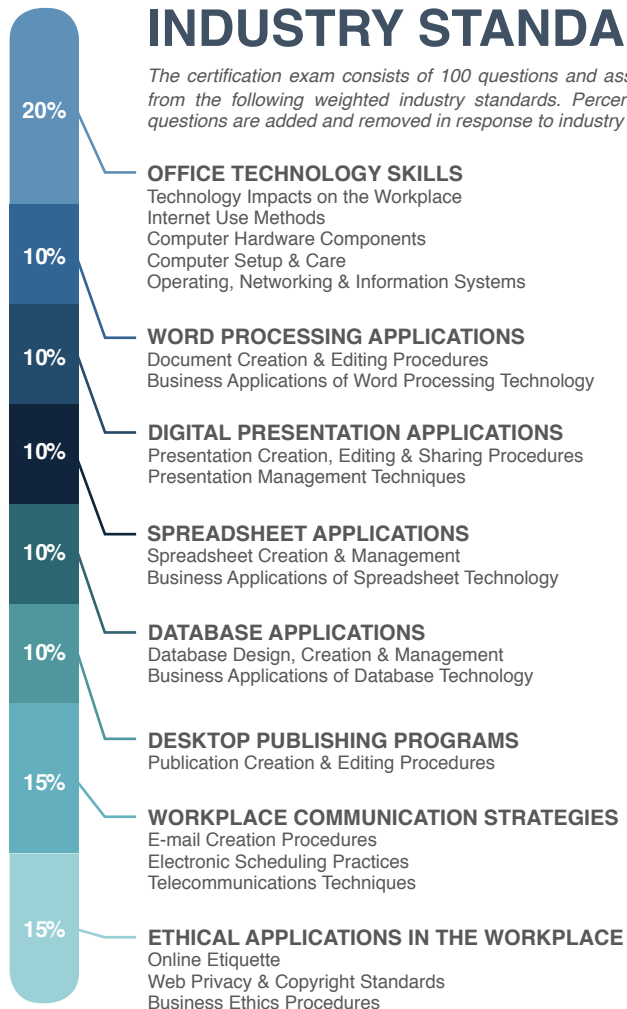 INDUSTRY STANDA
The certification exam consists of 100 questions and ass
from the following weighted industry standards. Percen
questions are added and removed in response to industry
20%
OFFICE TECHNOLOGY SKILLS
Technology Impacts on the Workplace
Internet Use Methods
Computer Hardware Components
Computer Setup & Care
Operating, Networking & Information Systems
10%
WORD PROCESSING APPLICATIONS
Document Creation & Editing Procedures
Business Applications of Word Processing Technology
10%
DIGITAL PRESENTATION APPLICATIONS
Presentation Creation, Editing & Sharing Procedures
Presentation Management Techniques
10%
SPREADSHEET APPLICATIONS
Spreadsheet Creation & Management
Business Applications of Spreadsheet Technology
10%
DATABASE APPLICATIONS
Database Design, Creation & Management
Business Applications of Database Technology
10%
DESKTOP PUBLISHING PROGRAMS
Publication Creation & Editing Procedures
15%
WORKPLACE COMMUNICATION STRATEGIES
E-mail Creation Procedures
Electronic Scheduling Practices
Telecommunications Techniques
15%
ETHICAL APPLICATIONS IN THE WORKPLACE
Online Etiquette
Web Privacy & Copyright Standards
Business Ethics Procedures